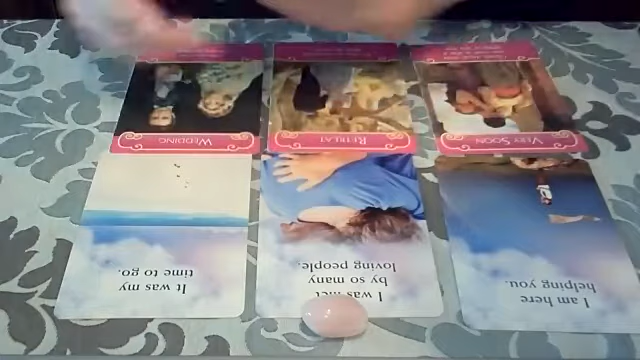 WEDDING
RETREAT
VERY SOON
It was my
time to go.
I was met
by so many
loving people.
I am here
helping you.